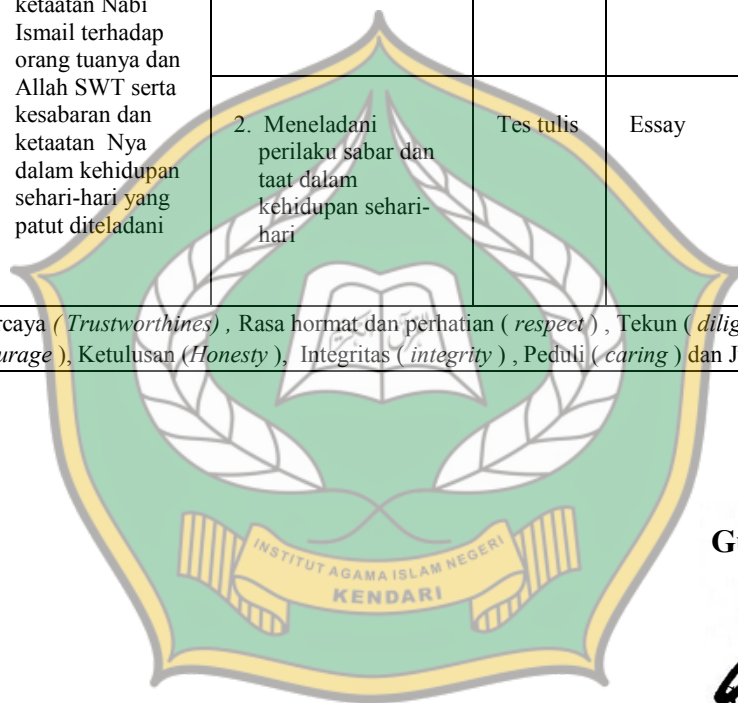 ketaatan Nabi
Ismail terhadap
orang tuanya dan
Allah SWT serta
kesabaran dan
ketaatan Nya
dalam kehidupan
sehari-hari yang
patut diteladani
2. Meneladani
perilaku sabar dan
taat dalam
kehidupan sehari-
hari
Tes tulis
Essay
rcaya ( Trustworthines) , Rasa hormat dan perhatian ( respect ) , Tekun ( dilig
urage ), Ketulusan (Honesty ), Integritas ( integrity ) , Peduli ( caring ) dan J
INSTITUT AGAMA ISLAM NEGERI
KENDARI
G